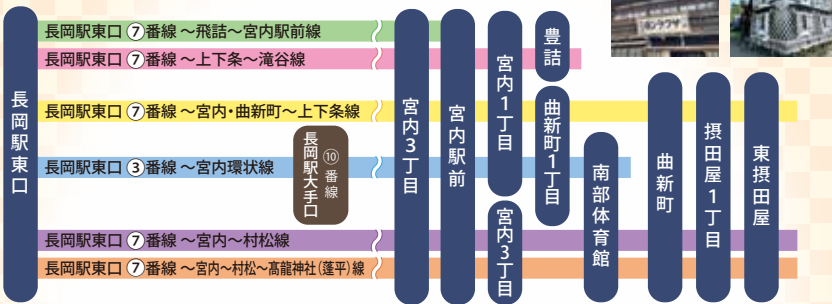 長岡駅東口
長岡駅東口 ⑦番線 ～飛詰～宮内駅前線
長岡駅東口 ⑦番線 ～上下条～滝谷線
長岡駅東口 ⑦番線 ～宮内・曲新町～上下条線
長岡駅東口 ③番線 ～宮内環状線
長岡駅東口 ⑦番線 ～宮内～村松線
長岡駅東口 ⑦番線 ～宮内～村松～髙龍神社(蓬平)線
⑩番線
長岡駅大手口
宮内3丁目
宮内駅前
宮内1丁目
宮内3丁目
豊詰
曲新町1丁目
南部体育館
曲新町
摂田屋1丁目
東摂田屋